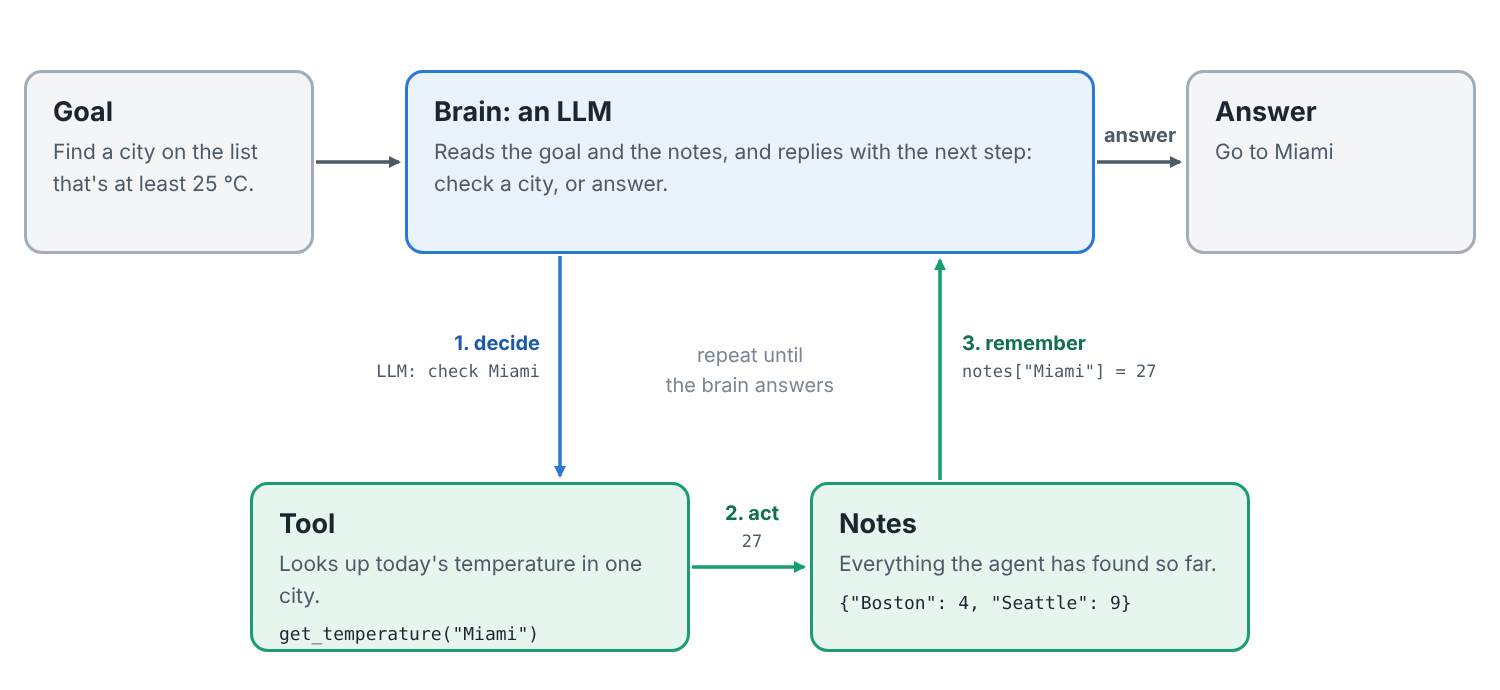 Goal
Find a city on the list
that's at least 25 °C.
Brain: an LLM
Reads the goal and the notes, and replies with the next step:
check a city, or answer.
answer
Answer
Go to Miami
1. decide
LLM: check Miami
repeat until
the brain answers
3. remember
notes["Miami"] = 27
Tool
Looks up today's temperature in one
city.
get_temperature("Miami")
2. act
27
Notes
Everything the agent has found so far.
{"Boston": 4, "Seattle": 9}